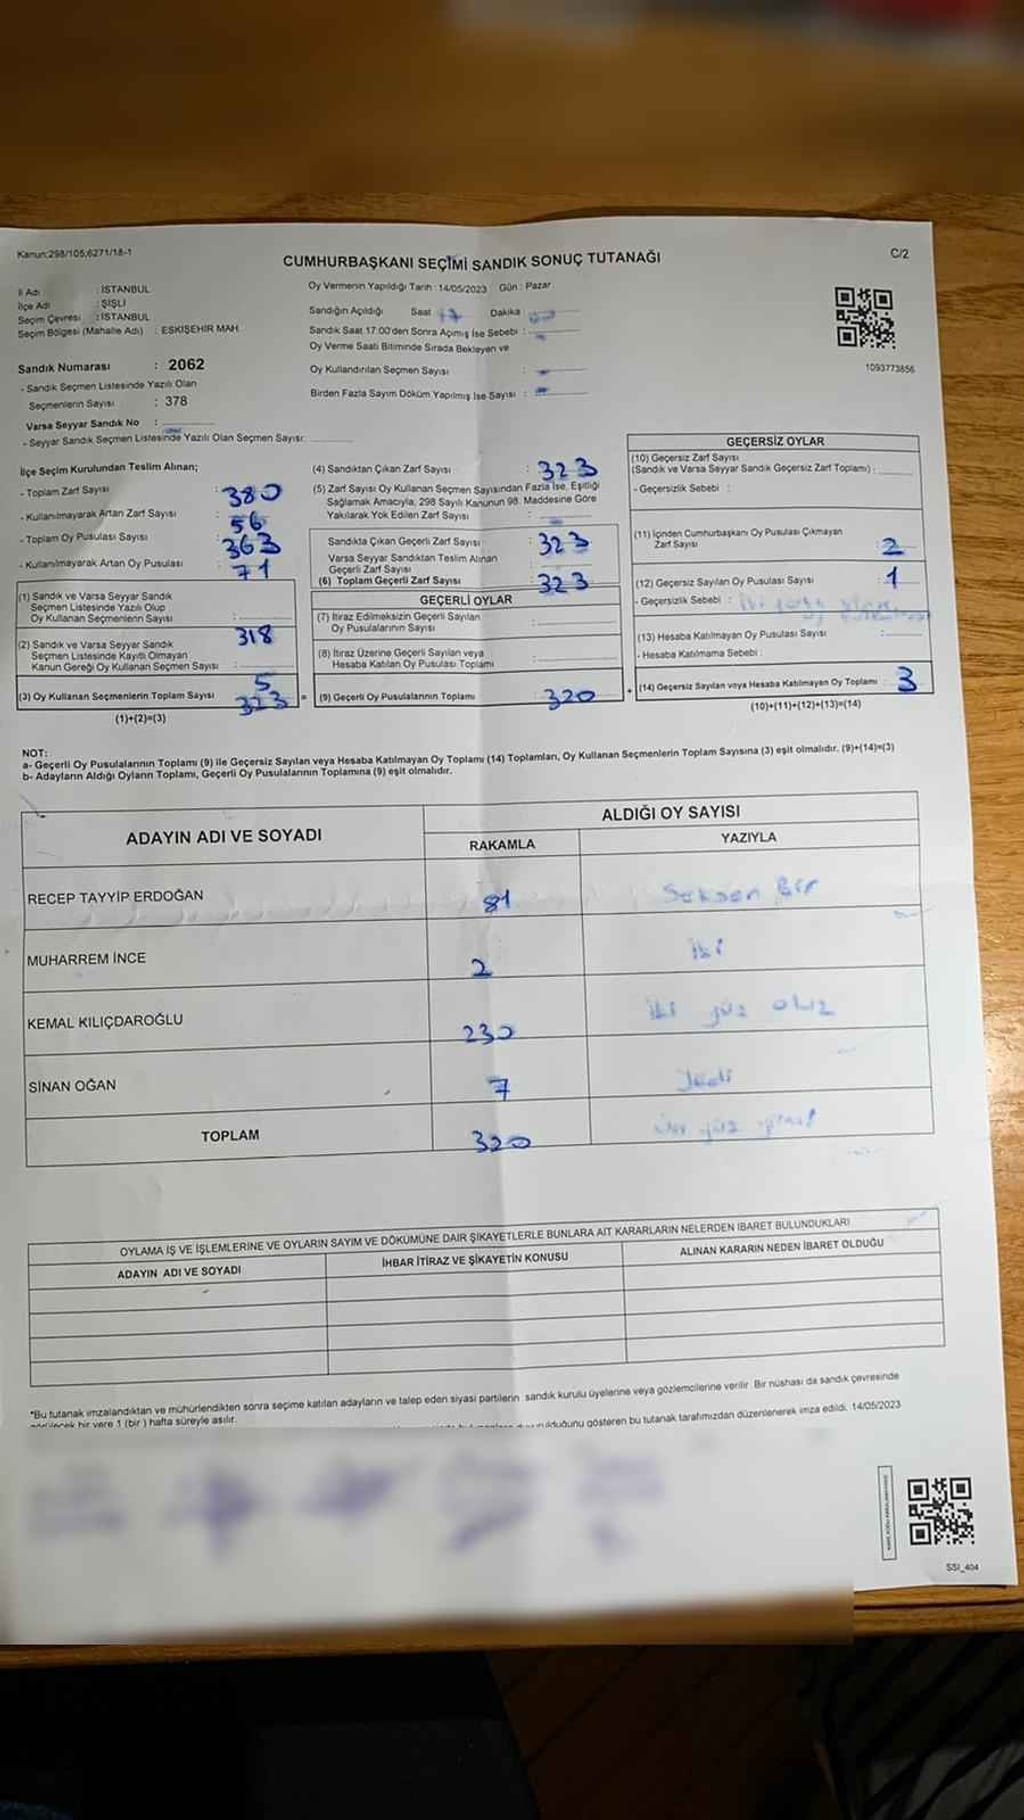 Kanun:298/105,6271/18-1
C/2
CUMHURBAŞKANI SEÇİMİ SANDIK SONUÇ TUTANAĞI
İl Adı : İSTANBUL
İlçe Adı : ŞİŞLİ
Seçim Çevresi : İSTANBUL
Seçim Bölgesi (Mahalle Adı) : ESKİŞEHİR MAH.
Oy Vermenin Yapıldığı Tarih : 14/05/2023 Gün : Pazar
Sandığın Açıldığı Saat 17 Dakika
Sandık Saat 17:00'den Sonra Açılmış İse Sebebi :
Oy Verme Saati Bitiminde Sırada Bekleyen ve
Oy Kullandırılan Seçmen Sayısı :
Birden Fazla Sayım Döküm Yapılmış İse Sayısı :
1093773856
Sandık Numarası : 2062
- Sandık Seçmen Listesinde Yazılı Olan
Seçmenlerin Sayısı : 378
Varsa Seyyar Sandık No :
- Seyyar Sandık Seçmen Listesinde Yazılı Olan Seçmen Sayısı:
İlçe Seçim Kurulundan Teslim Alınan;
- Toplam Zarf Sayısı : 380
- Kullanılmayarak Artan Zarf Sayısı : 56
- Toplam Oy Pusulası Sayısı : 363
- Kullanılmayarak Artan Oy Pusulası : 71
(1) Sandık ve Varsa Seyyar Sandık
Seçmen Listesinde Yazılı Olup
Oy Kullanan Seçmenlerin Sayısı : 318
(2) Sandık ve Varsa Seyyar Sandık
Seçmen Listesinde Kayıtlı Olmayan
Kanun Gereği Oy Kullanan Seçmen Sayısı : 5
(3) Oy Kullanan Seçmenlerin Toplam Sayısı 323 =
(1)+(2)=(3)
(4) Sandıktan Çıkan Zarf Sayısı : 323
(5) Zarf Sayısı Oy Kullanan Seçmen Sayısından Fazla İse, Eşitliği
Sağlamak Amacıyla, 298 Sayılı Kanunun 98. Maddesine Göre
Yakılarak Yok Edilen Zarf Sayısı :
Sandıkta Çıkan Geçerli Zarf Sayısı : 323
Varsa Seyyar Sandıktan Teslim Alınan
Geçerli Zarf Sayısı :
(6) Toplam Geçerli Zarf Sayısı : 323
GEÇERLİ OYLAR
(7) İtiraz Edilmeksizin Geçerli Sayılan
Oy Pusulalarının Sayısı :
(8) İtiraz Üzerine Geçerli Sayılan veya
Hesaba Katılan Oy Pusulası Toplamı :
(9) Geçerli Oy Pusulalarının Toplamı : 320 +
GEÇERSİZ OYLAR
(10) Geçersiz Zarf Sayısı
(Sandık ve Varsa Seyyar Sandık Geçersiz Zarf Toplamı) :
- Geçersizlik Sebebi :
(11) İçinden Cumhurbaşkanı Oy Pusulası Çıkmayan
Zarf Sayısı : 2
(12) Geçersiz Sayılan Oy Pusulası Sayısı : 1
- Geçersizlik Sebebi :
(13) Hesaba Katılmayan Oy Pusulası Sayısı :
- Hesaba Katılmama Sebebi :
(14) Geçersiz Sayılan veya Hesaba Katılmayan Oy Toplamı : 3
(10)+(11)+(12)+(13)=(14)
NOT:
a- Geçerli Oy Pusulalarının Toplamı (9) ile Geçersiz Sayılan veya Hesaba Katılmayan Oy Toplamı (14) Toplamları, Oy Kullanan Seçmenlerin Toplam Sayısına (3) eşit olmalıdır. (9)+(14)=(3)
b- Adayların Aldığı Oyların Toplamı, Geçerli Oy Pusulalarının Toplamına (9) eşit olmalıdır.
ADAYIN ADI VE SOYADI
ALDIĞI OY SAYISI
RAKAMLA YAZIYLA
RECEP TAYYİP ERDOĞAN 81 Seksen Bir
MUHARREM İNCE 2 iki
KEMAL KILIÇDAROĞLU 230 iki yüz otuz
SİNAN OĞAN 7 Yedi
TOPLAM 320 üç yüz yirmi
OYLAMA İŞ VE İŞLEMLERİNE VE OYLARIN SAYIM VE DÖKÜMÜNE DAİR ŞİKAYETLERLE BUNLARA AİT KARARLARIN NELERDEN İBARET BULUNDUKLARI
ADAYIN ADI VE SOYADI
İHBAR İTİRAZ VE ŞİKAYETİN KONUSU
ALINAN KARARIN NEDEN İBARET OLDUĞU
*Bu tutanak imzalandıktan ve mühürlendikten sonra seçime katılan adayların ve talep eden siyasi partilerin sandık kurulu üyelerine veya gözlemcilerine verilir. Bir nüshası da sandık çevresinde
görülecek bir yere 1 (bir) hafta süreyle asılır.
olduğunu gösteren bu tutanak tarafımızdan düzenlenerek imza edildi. 14/05/2023
SSI_404